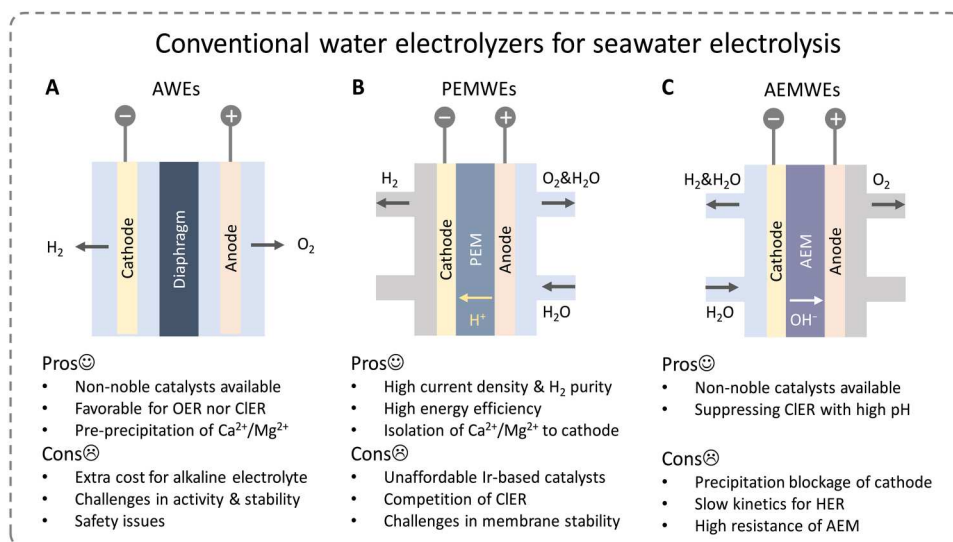 Conventional water electrolyzers for seawater electrolysis
A
AWEs
−
+
H₂
Cathode
Diaphragm
Anode
O₂
Pros☺
• Non-noble catalysts available
• Favorable for OER nor ClER
• Pre-precipitation of Ca²⁺/Mg²⁺
Cons☹
• Extra cost for alkaline electrolyte
• Challenges in activity & stability
• Safety issues
B
PEMWEs
−
+
H₂
O₂&H₂O
Cathode
PEM
Anode
H⁺
H₂O
Pros☺
• High current density & H₂ purity
• High energy efficiency
• Isolation of Ca²⁺/Mg²⁺ to cathode
Cons☹
• Unaffordable Ir-based catalysts
• Competition of ClER
• Challenges in membrane stability
C
AEMWEs
−
+
H₂&H₂O
O₂
Cathode
AEM
Anode
H₂O
OH⁻
Pros☺
• Non-noble catalysts available
• Suppressing ClER with high pH
Cons☹
• Precipitation blockage of cathode
• Slow kinetics for HER
• High resistance of AEM